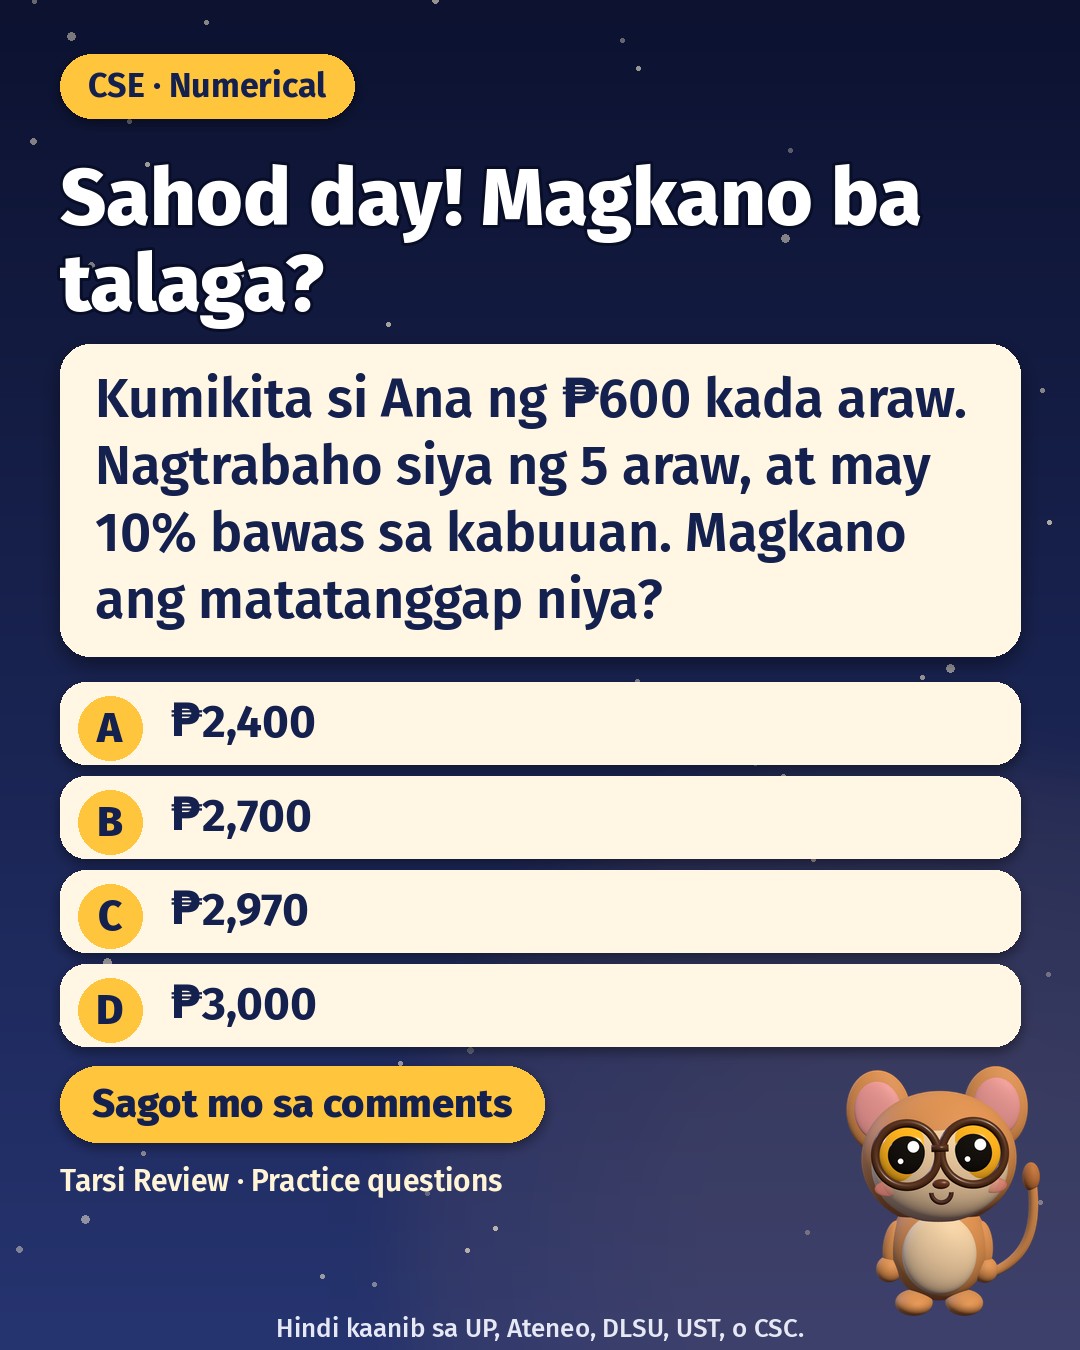 CSE · Numerical
Sahod day! Magkano ba
talaga?
Kumikita si Ana ng ₱600 kada araw.
Nagtrabaho siya ng 5 araw, at may
10% bawas sa kabuuan. Magkano
ang matatanggap niya?
A ₱2,400
B ₱2,700
C ₱2,970
D ₱3,000
Sagot mo sa comments
Tarsi Review · Practice questions
Hindi kaanib sa UP, Ateneo, DLSU, UST, o CSC.